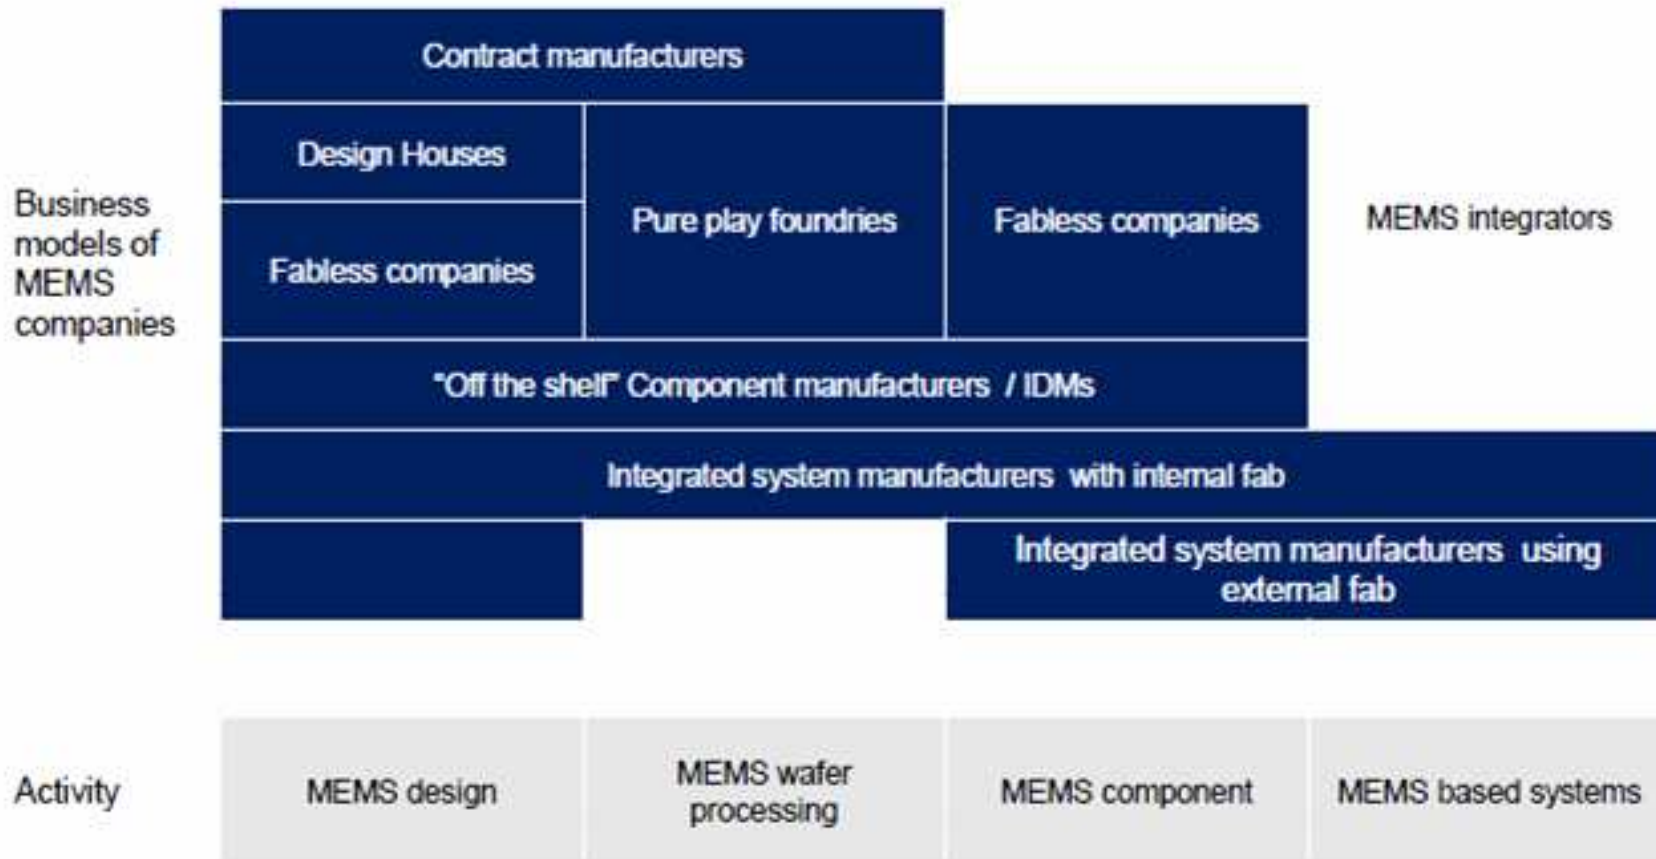 Contract manufacturers
Design Houses
Business
models of
MEMS
companies
Fabless companies
Pure play foundries
Fabless companies
MEMS integrators
"Off the shelf" Component manufacturers / IDMs
Integrated system manufacturers with internal fab
Integrated system manufacturers using
external fab
Activity
MEMS design
MEMS wafer
processing
MEMS component
MEMS based systems